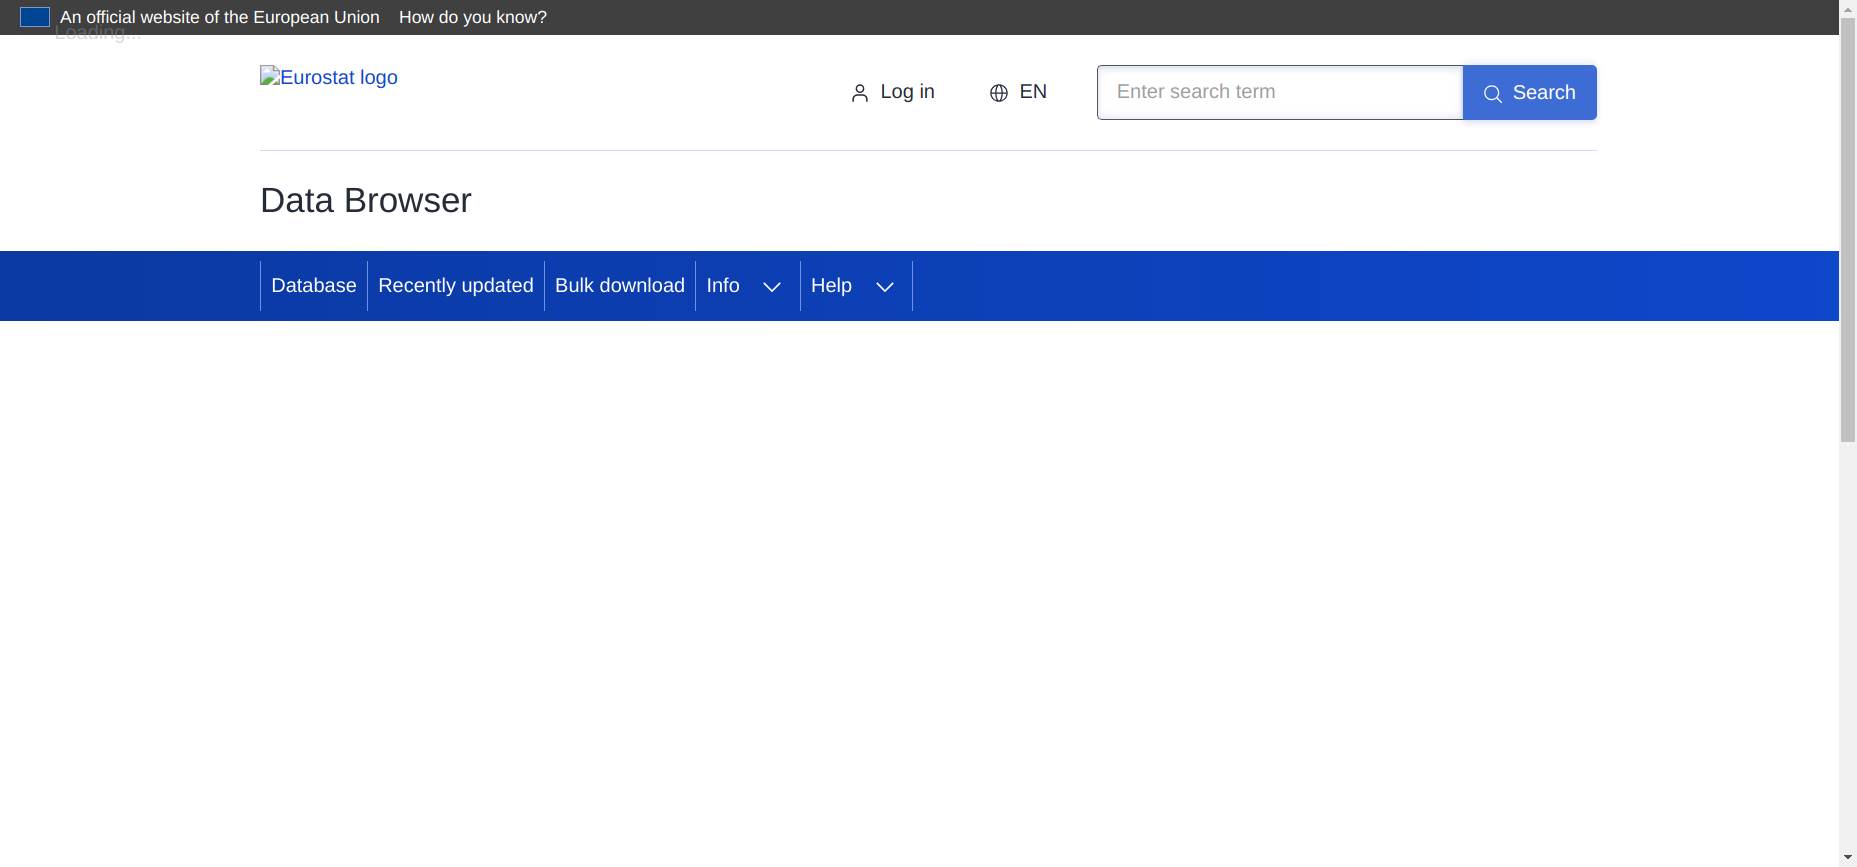 An official website of the European Union How do you know?
Loading...
Eurostat logo
Log in
EN
Enter search term
Search
Data Browser
Database
Recently updated
Bulk download
Info
Help